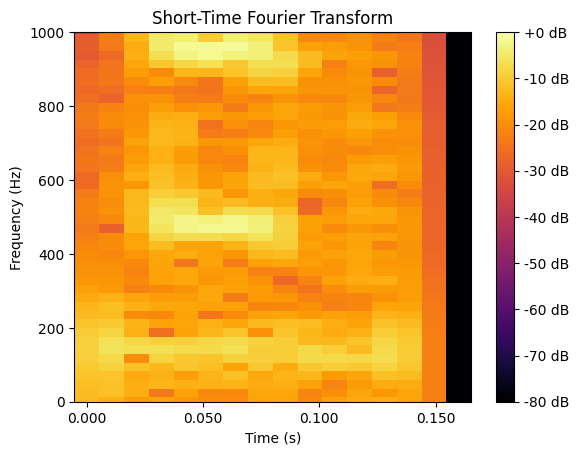 Short-Time Fourier Transform
Frequency (Hz)
1000
800
600
400
200
0
0.000
0.050
0.100
0.150
Time (s)
+0 dB
-10 dB
-20 dB
-30 dB
-40 dB
-50 dB
-60 dB
-70 dB
-80 dB